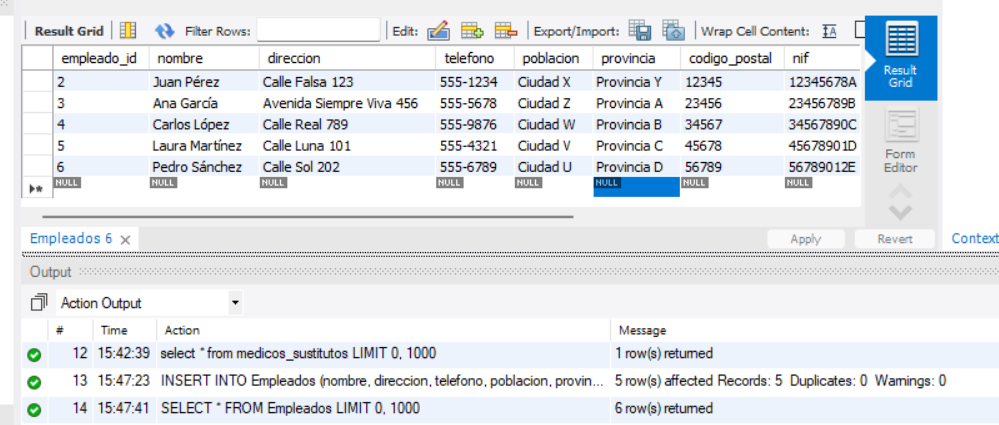 Result Grid Filter Rows: Edit: Export/Import: Wrap Cell Content: IA
empleado_id nombre direccion telefono poblacion provincia codigo_postal nif
2 Juan Pérez Calle Falsa 123 555-1234 Ciudad X Provincia Y 12345 12345678A
3 Ana García Avenida Siempre Viva 456 555-5678 Ciudad Z Provincia A 23456 23456789B
4 Carlos López Calle Real 789 555-9876 Ciudad W Provincia B 34567 34567890C
5 Laura Martínez Calle Luna 101 555-4321 Ciudad V Provincia C 45678 45678901D
6 Pedro Sánchez Calle Sol 202 555-6789 Ciudad U Provincia D 56789 56789012E
NULL NULL NULL NULL NULL NULL NULL NULL
Result
Grid
Form
Editor
Empleados 6 Apply Revert Context
Output
Action Output
# Time Action Message
12 15:42:39 select * from medicos_sustitutos LIMIT 0, 1000 1 row(s) returned
13 15:47:23 INSERT INTO Empleados (nombre, direccion, telefono, poblacion, provin... 5 row(s) affected Records: 5 Duplicates: 0 Warnings: 0
14 15:47:41 SELECT * FROM Empleados LIMIT 0, 1000 6 row(s) returned